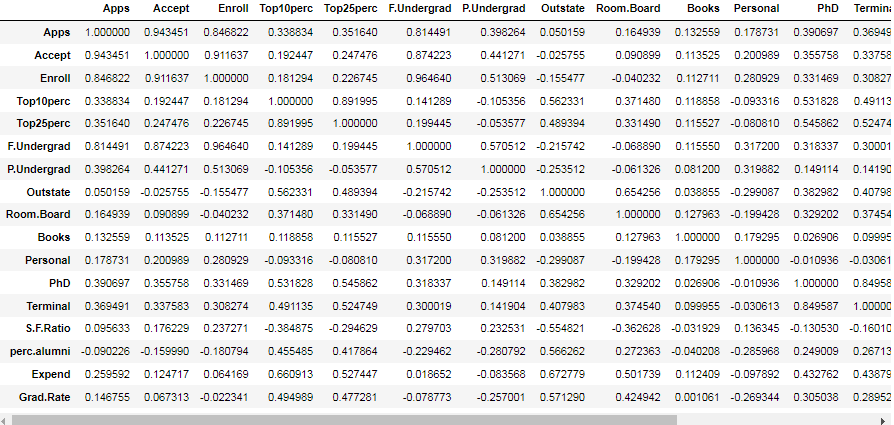 Apps Accept Enroll Top10perc Top25perc F.Undergrad P.Undergrad Outstate Room.Board Books Personal PhD Termina
Apps 1.000000 0.943451 0.846822 0.338834 0.351640 0.814491 0.398264 0.050159 0.164939 0.132559 0.178731 0.390697 0.36949
Accept 0.943451 1.000000 0.911637 0.192447 0.247476 0.874223 0.441271 -0.025755 0.090899 0.113525 0.200989 0.355758 0.33758
Enroll 0.846822 0.911637 1.000000 0.181294 0.226745 0.964640 0.513069 -0.155477 -0.040232 0.112711 0.280929 0.331469 0.30827
Top10perc 0.338834 0.192447 0.181294 1.000000 0.891995 0.141289 -0.105356 0.562331 0.371480 0.118858 -0.093316 0.531828 0.49113
Top25perc 0.351640 0.247476 0.226745 0.891995 1.000000 0.199445 -0.053577 0.489394 0.331490 0.115527 -0.080810 0.545862 0.52474
F.Undergrad 0.814491 0.874223 0.964640 0.141289 0.199445 1.000000 0.570512 -0.215742 -0.068890 0.115550 0.317200 0.318337 0.30001
P.Undergrad 0.398264 0.441271 0.513069 -0.105356 -0.053577 0.570512 1.000000 -0.253512 -0.061326 0.081200 0.319882 0.149114 0.14190
Outstate 0.050159 -0.025755 -0.155477 0.562331 0.489394 -0.215742 -0.253512 1.000000 0.654256 0.038855 -0.299087 0.382982 0.40798
Room.Board 0.164939 0.090899 -0.040232 0.371480 0.331490 -0.068890 -0.061326 0.654256 1.000000 0.127963 -0.199428 0.329202 0.37454
Books 0.132559 0.113525 0.112711 0.118858 0.115527 0.115550 0.081200 0.038855 0.127963 1.000000 0.179295 0.026906 0.09995
Personal 0.178731 0.200989 0.280929 -0.093316 -0.080810 0.317200 0.319882 -0.299087 -0.199428 0.179295 1.000000 -0.010936 -0.03061
PhD 0.390697 0.355758 0.331469 0.531828 0.545862 0.318337 0.149114 0.382982 0.329202 0.026906 -0.010936 1.000000 0.84958
Terminal 0.369491 0.337583 0.308274 0.491135 0.524749 0.300019 0.141904 0.407983 0.374540 0.099955 -0.030613 0.849587 1.00000
S.F.Ratio 0.095633 0.176229 0.237271 -0.384875 -0.294629 0.279703 0.232531 -0.554821 -0.362628 -0.031929 0.136345 -0.130530 -0.16010
perc.alumni -0.090226 -0.159990 -0.180794 0.455485 0.417864 -0.229462 -0.280792 0.566262 0.272363 -0.040208 -0.285968 0.249009 0.26713
Expend 0.259592 0.124717 0.064169 0.660913 0.527447 0.018652 -0.083568 0.672779 0.501739 0.112409 -0.097892 0.432762 0.43879
Grad.Rate 0.146755 0.067313 -0.022341 0.494989 0.477281 -0.078773 -0.257001 0.571290 0.424942 0.001061 -0.269344 0.305038 0.28952